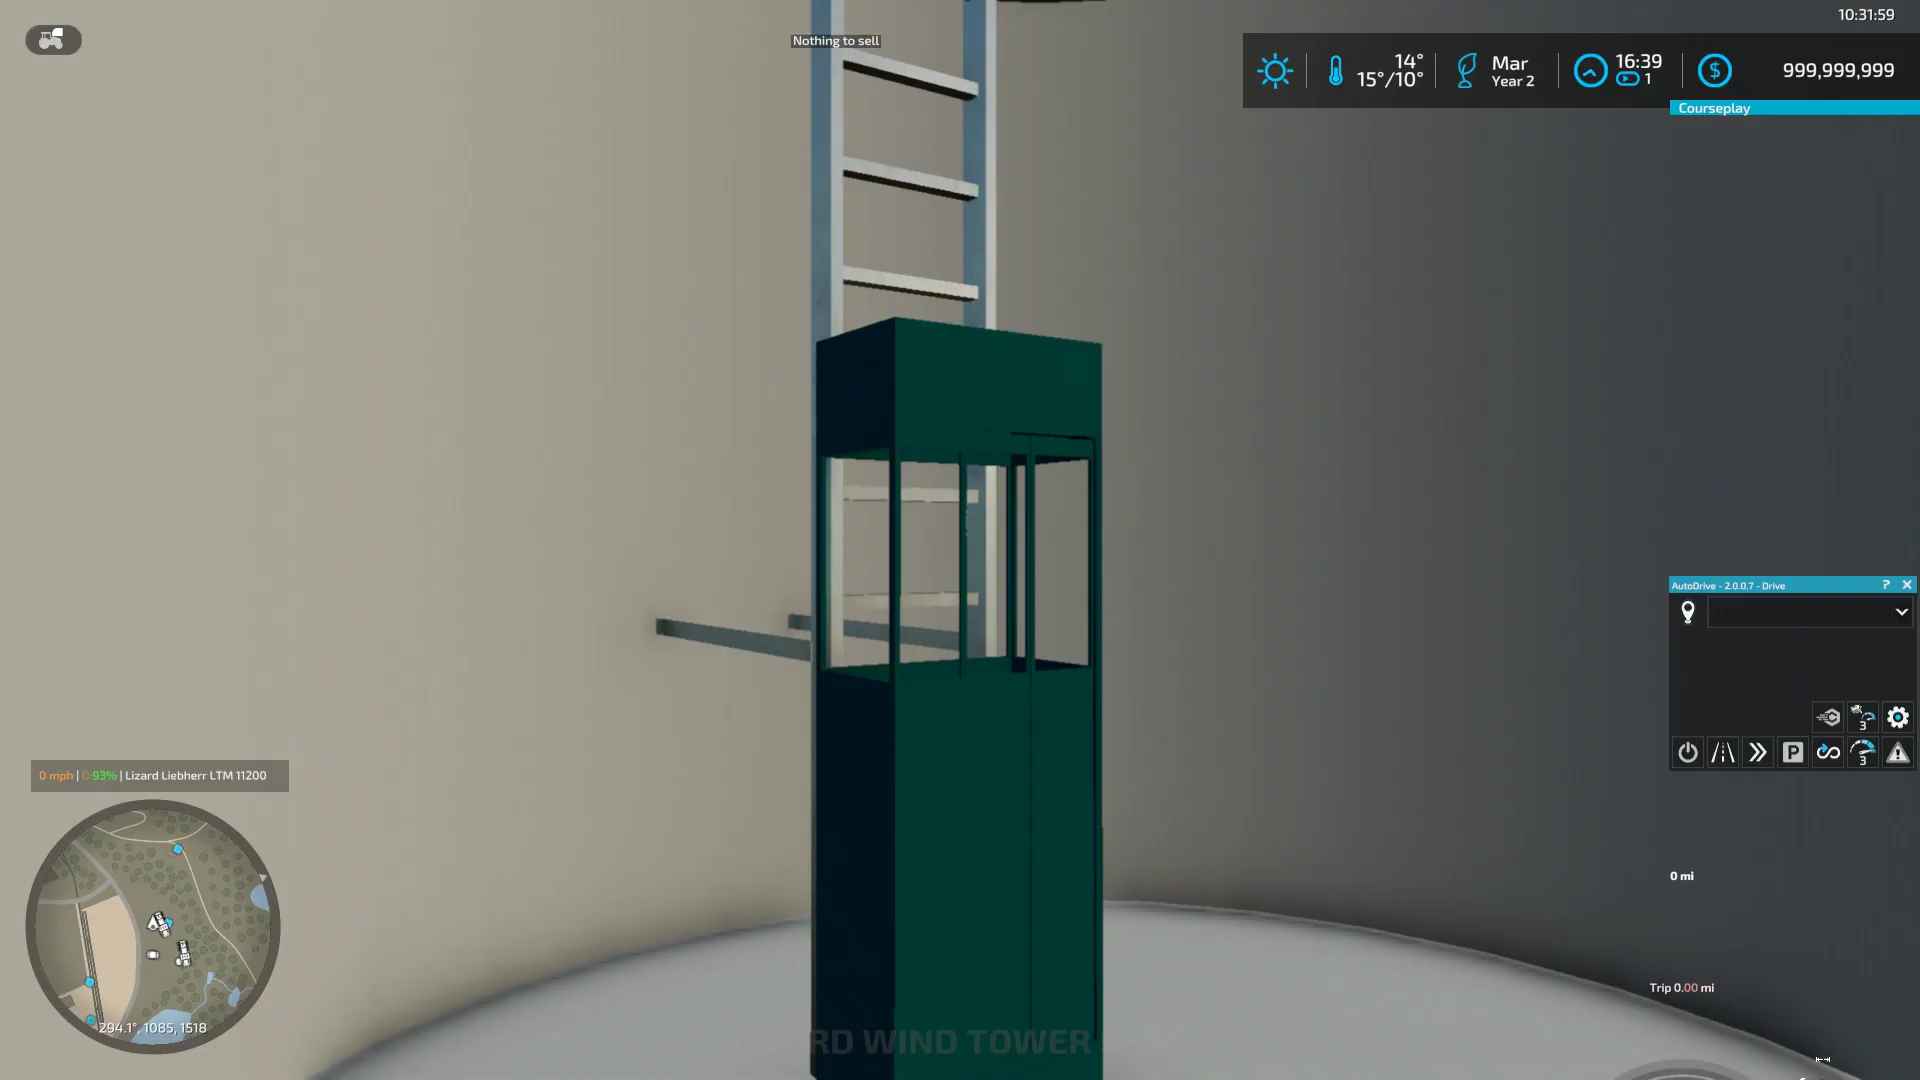 10:31:59
Nothing to sell
14°
15°/10°
Mar
Year 2
16:39
1
$
999,999,999
Courseplay
AutoDrive - 2.0.0.7 - Drive
? X
3
P
3
0 mph | 0:93% | Lizard Liebherr LTM 11200
294.1°, 1085, 1518
0 mi
Trip 0.00 mi
RD WIND TOWER